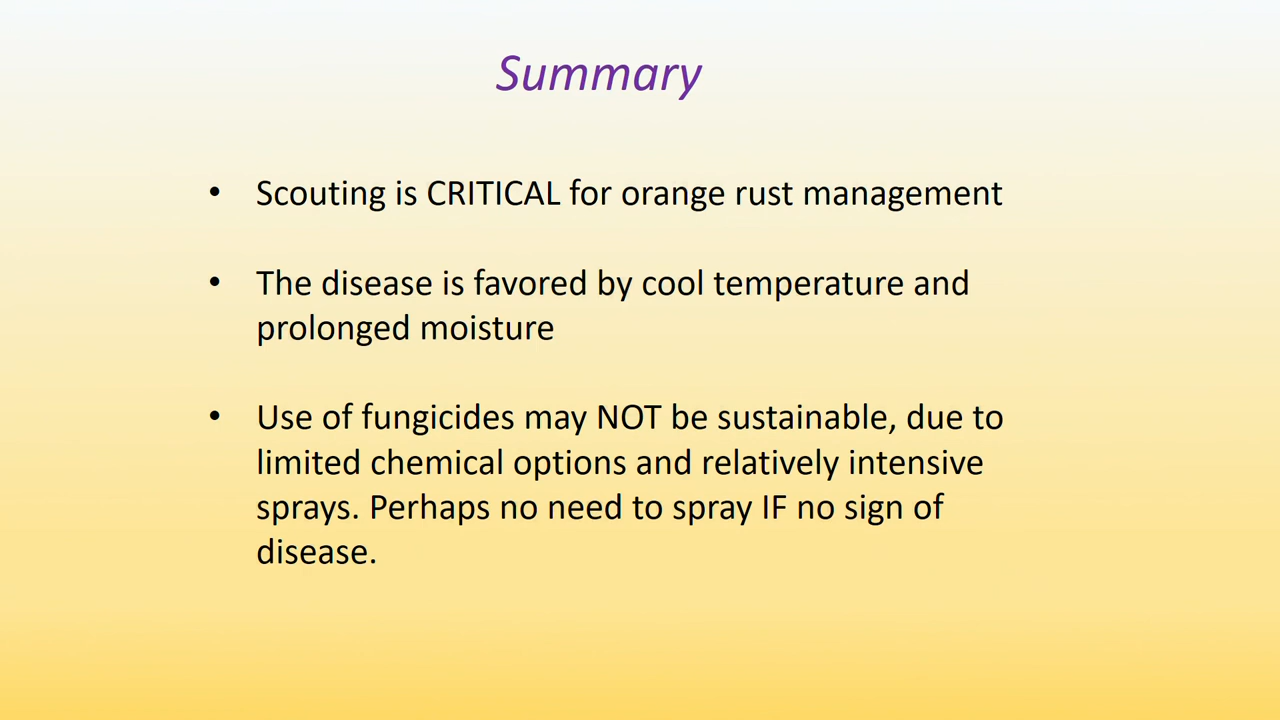 Summary
• Scouting is CRITICAL for orange rust management
• The disease is favored by cool temperature and
prolonged moisture
• Use of fungicides may NOT be sustainable, due to
limited chemical options and relatively intensive
sprays. Perhaps no need to spray IF no sign of
disease.